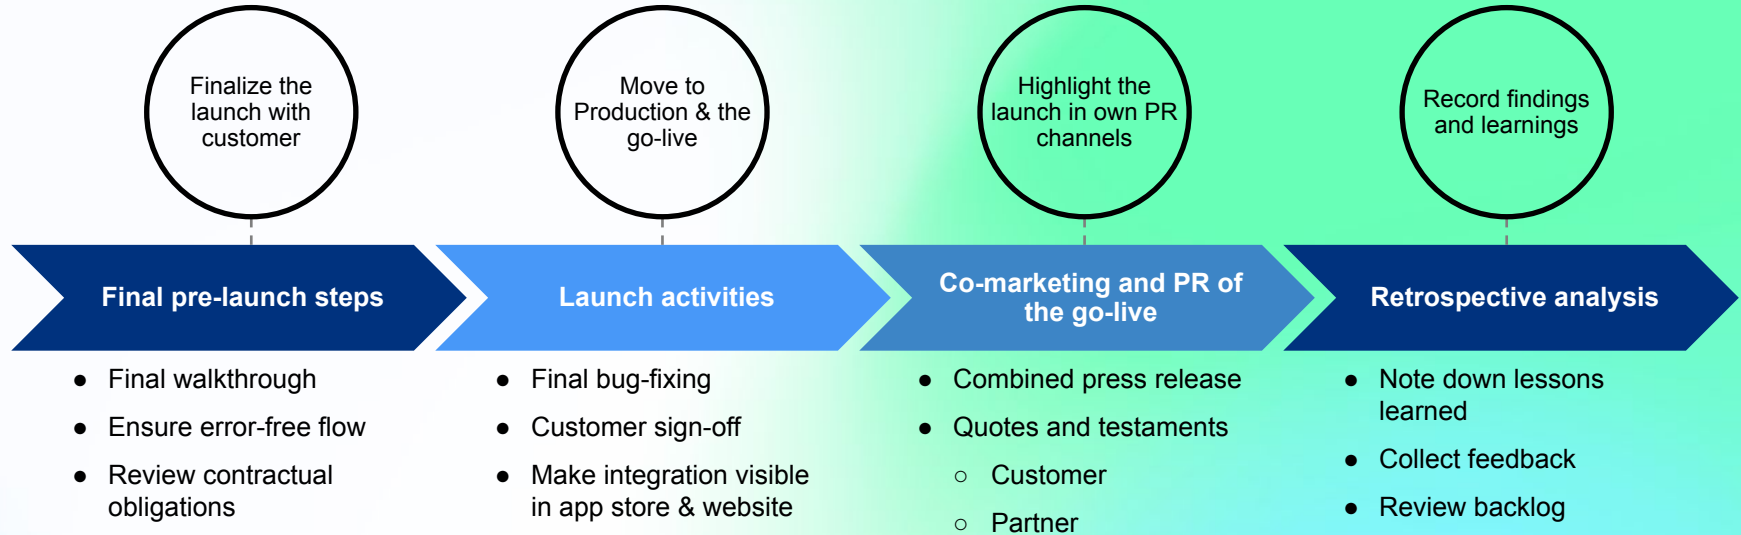 Finalize the
launch with
customer
Move to
Production & the
go-live
Highlight the
launch in own PR
channels
Record findings
and learnings
Final pre-launch steps
Launch activities
Co-marketing and PR of
the go-live
Retrospective analysis
● Final walkthrough
● Ensure error-free flow
● Review contractual
obligations
● Final bug-fixing
● Customer sign-off
● Make integration visible
in app store & website
● Combined press release
● Quotes and testaments
○ Customer
○ Partner
● Note down lessons
learned
● Collect feedback
● Review backlog